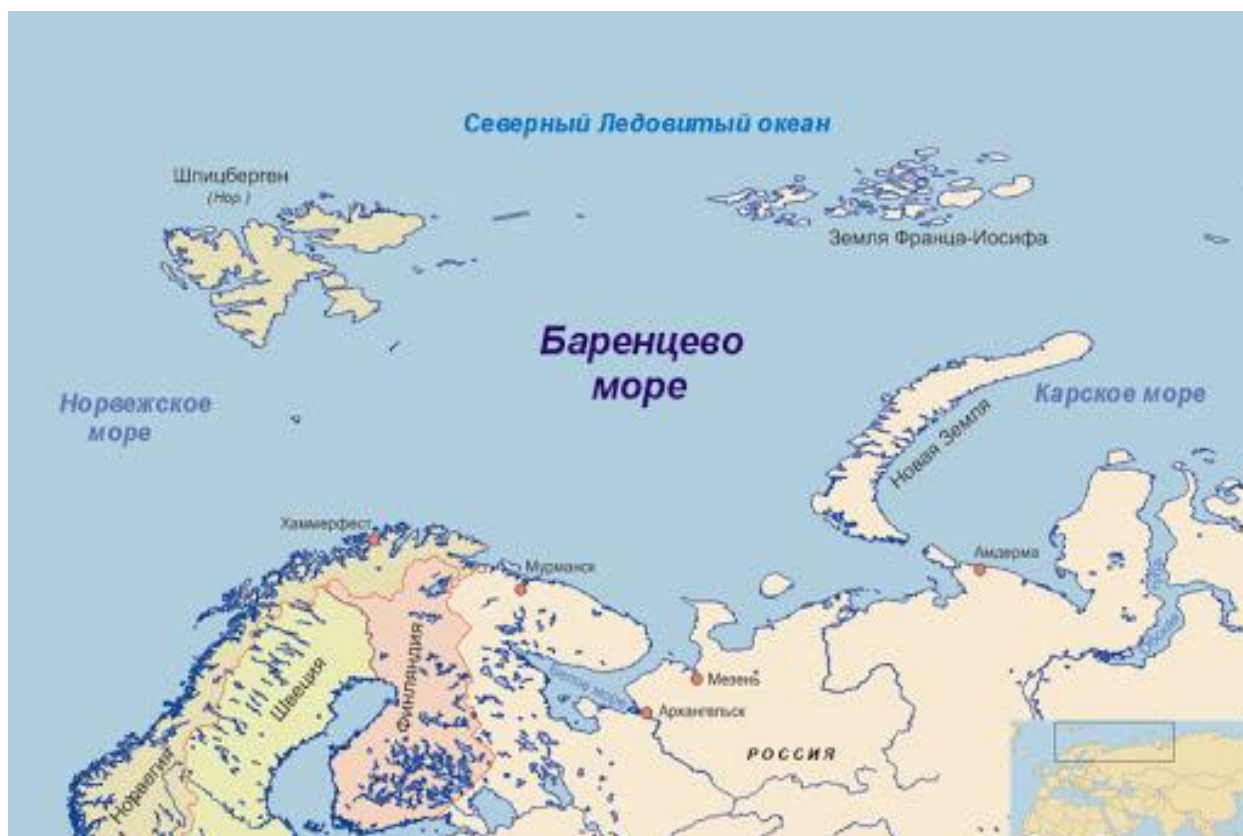 Северный Ледовитый океан
Шпицберген
(Нор.)
Земля Франца-Иосифа
Баренцево
море
Норвежское
море
Карское море
Новая Земля
Хаммерфест
Мурманск
Амдерма
Швеция
Финляндия
Мезень
Архангельск
Норвегия
РОССИЯ